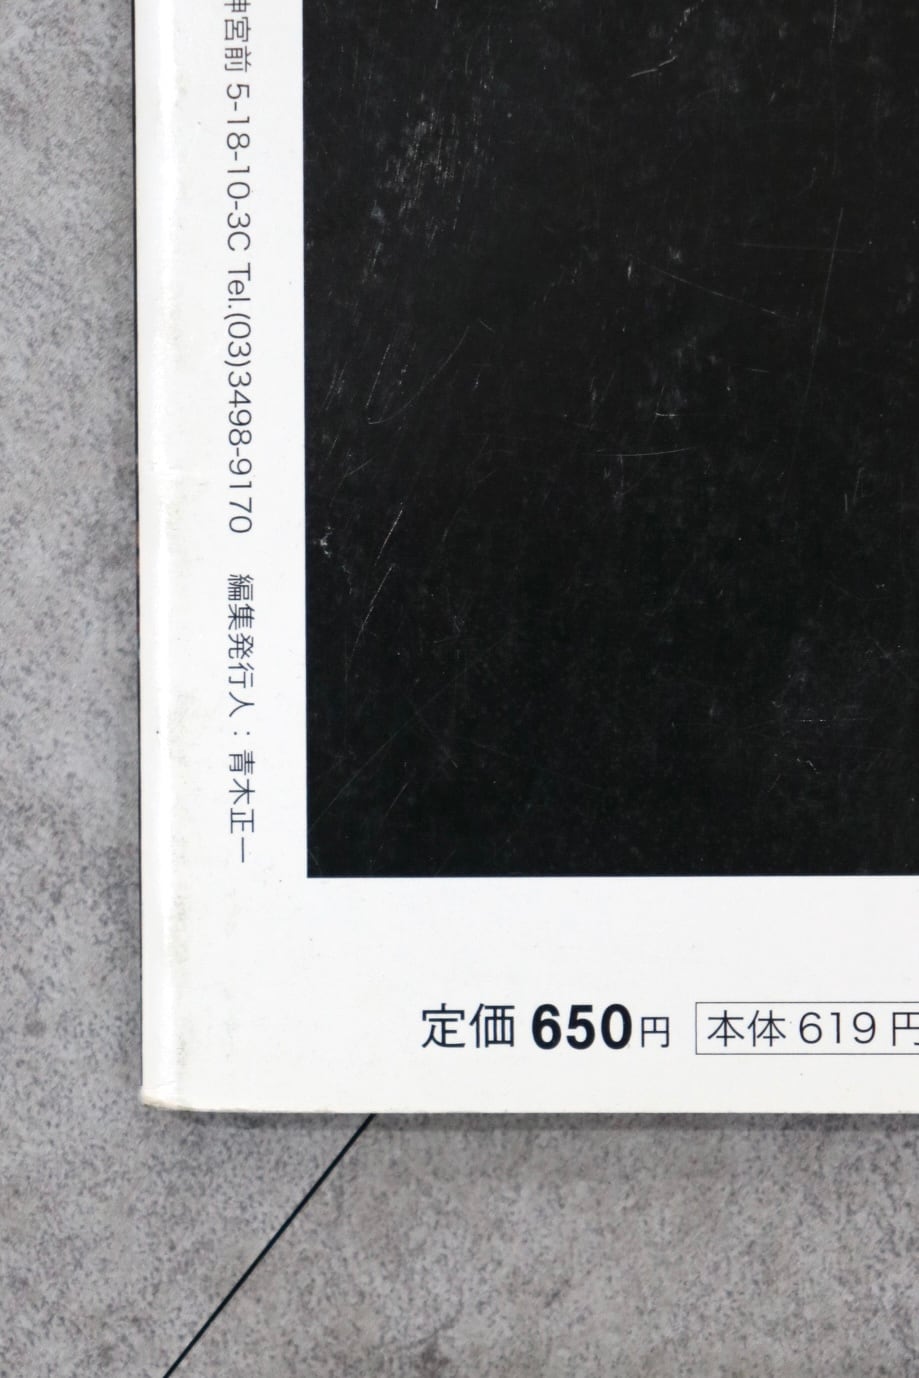 神宮前 5-18-10-3C Tel.(03)3498-9170 編集発行人：青木正一
定価 650円 本体 619 円